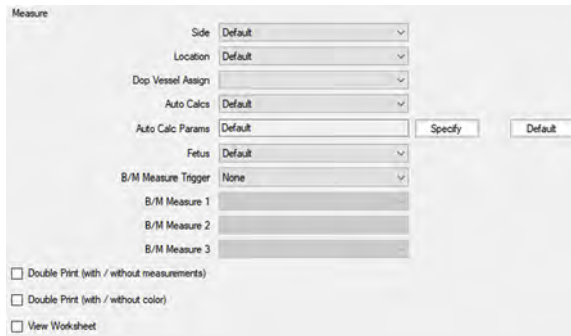 Measure
Side Default
Location Default
Dop Vessel Assign
Auto Calcs Default
Auto Calc Params Default Specify Default
Fetus Default
B/M Measure Trigger None
B/M Measure 1
B/M Measure 2
B/M Measure 3
Double Print (with / without measurements)
Double Print (with / without color)
View Worksheet